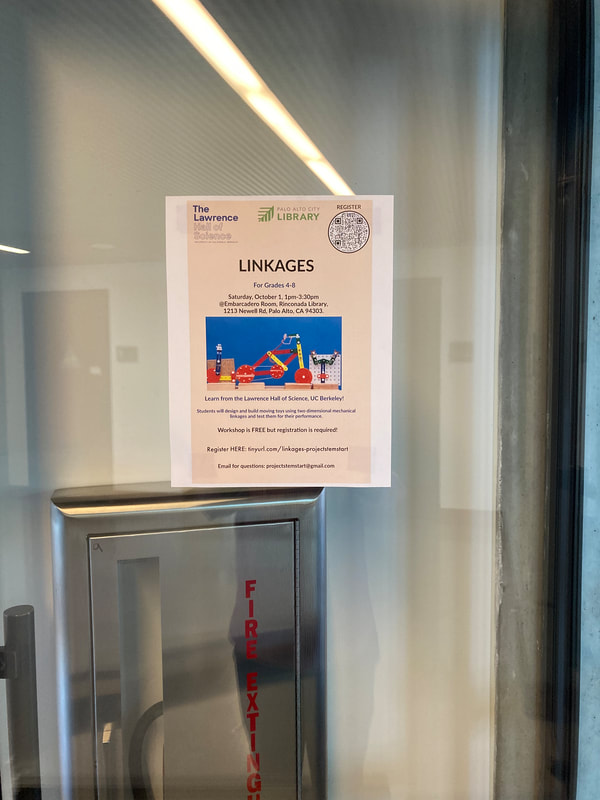 The
Lawrence
Hall of
Science
PALO ALTO CITY
LIBRARY
REGISTER
LINKAGES
For Grades 4-8
Saturday, October 1, 1pm-3:30pm
@Embarcadero Room, Rinconada Library,
1213 Newell Rd, Palo Alto, CA 94303.
Learn from the Lawrence Hall of Science, UC Berkeley!
Students will design and build moving toys using two dimensional mechanical
linkages and test them for their performance.
Workshop is FREE but registration is required!
Register HERE: tinyurl.com/linkages-projectstemstart
Email for questions: projectstemstart@gmail.com
FIRE EXTING